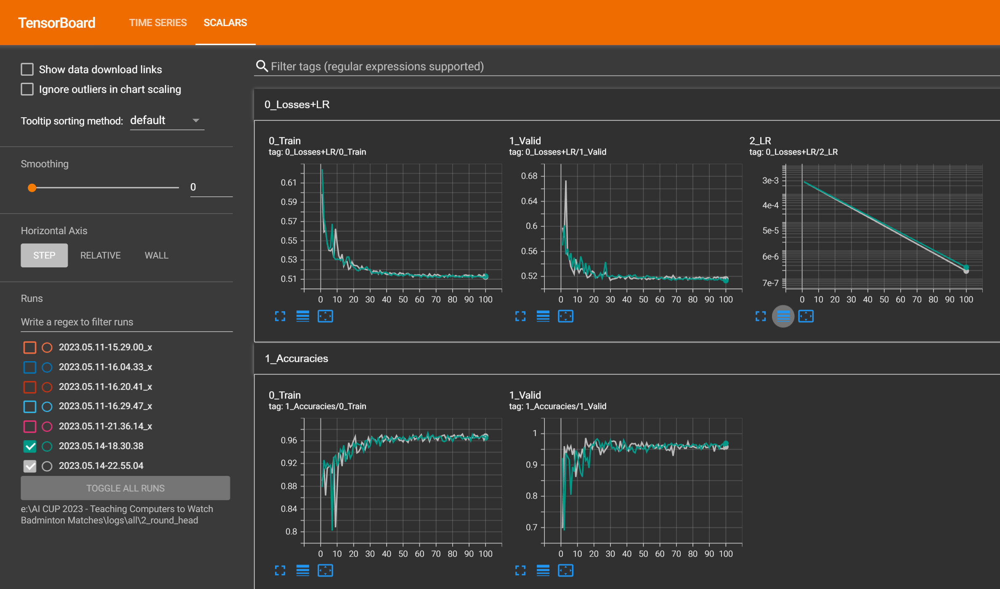 TensorBoard
TIME SERIES
SCALARS
Show data download links
Ignore outliers in chart scaling
Tooltip sorting method: default
Smoothing
0
Horizontal Axis
STEP RELATIVE WALL
Runs
Write a regex to filter runs
2023.05.11-15.29.00_x
2023.05.11-16.04.33_x
2023.05.11-16.20.41_x
2023.05.11-16.29.47_x
2023.05.11-21.36.14_x
2023.05.14-18.30.38
2023.05.14-22.55.04
TOGGLE ALL RUNS
e:\AI CUP 2023 - Teaching Computers to Watch
Badminton Matches\logs\all\2_round_head
Filter tags (regular expressions supported)
0_Losses+LR
0_Train
tag: 0_Losses+LR/0_Train
0.61
0.59
0.57
0.55
0.53
0.51
0 10 20 30 40 50 60 70 80 90 100
1_Valid
tag: 0_Losses+LR/1_Valid
0.68
0.64
0.6
0.56
0.52
0 10 20 30 40 50 60 70 80 90 100
2_LR
tag: 0_Losses+LR/2_LR
3e-3
4e-4
5e-5
6e-6
7e-7
0 10 20 30 40 50 60 70 80 90 100
1_Accuracies
0_Train
tag: 1_Accuracies/0_Train
0.96
0.92
0.88
0.84
0.8
0 10 20 30 40 50 60 70 80 90 100
1_Valid
tag: 1_Accuracies/1_Valid
1
0.9
0.8
0.7
0 10 20 30 40 50 60 70 80 90 100